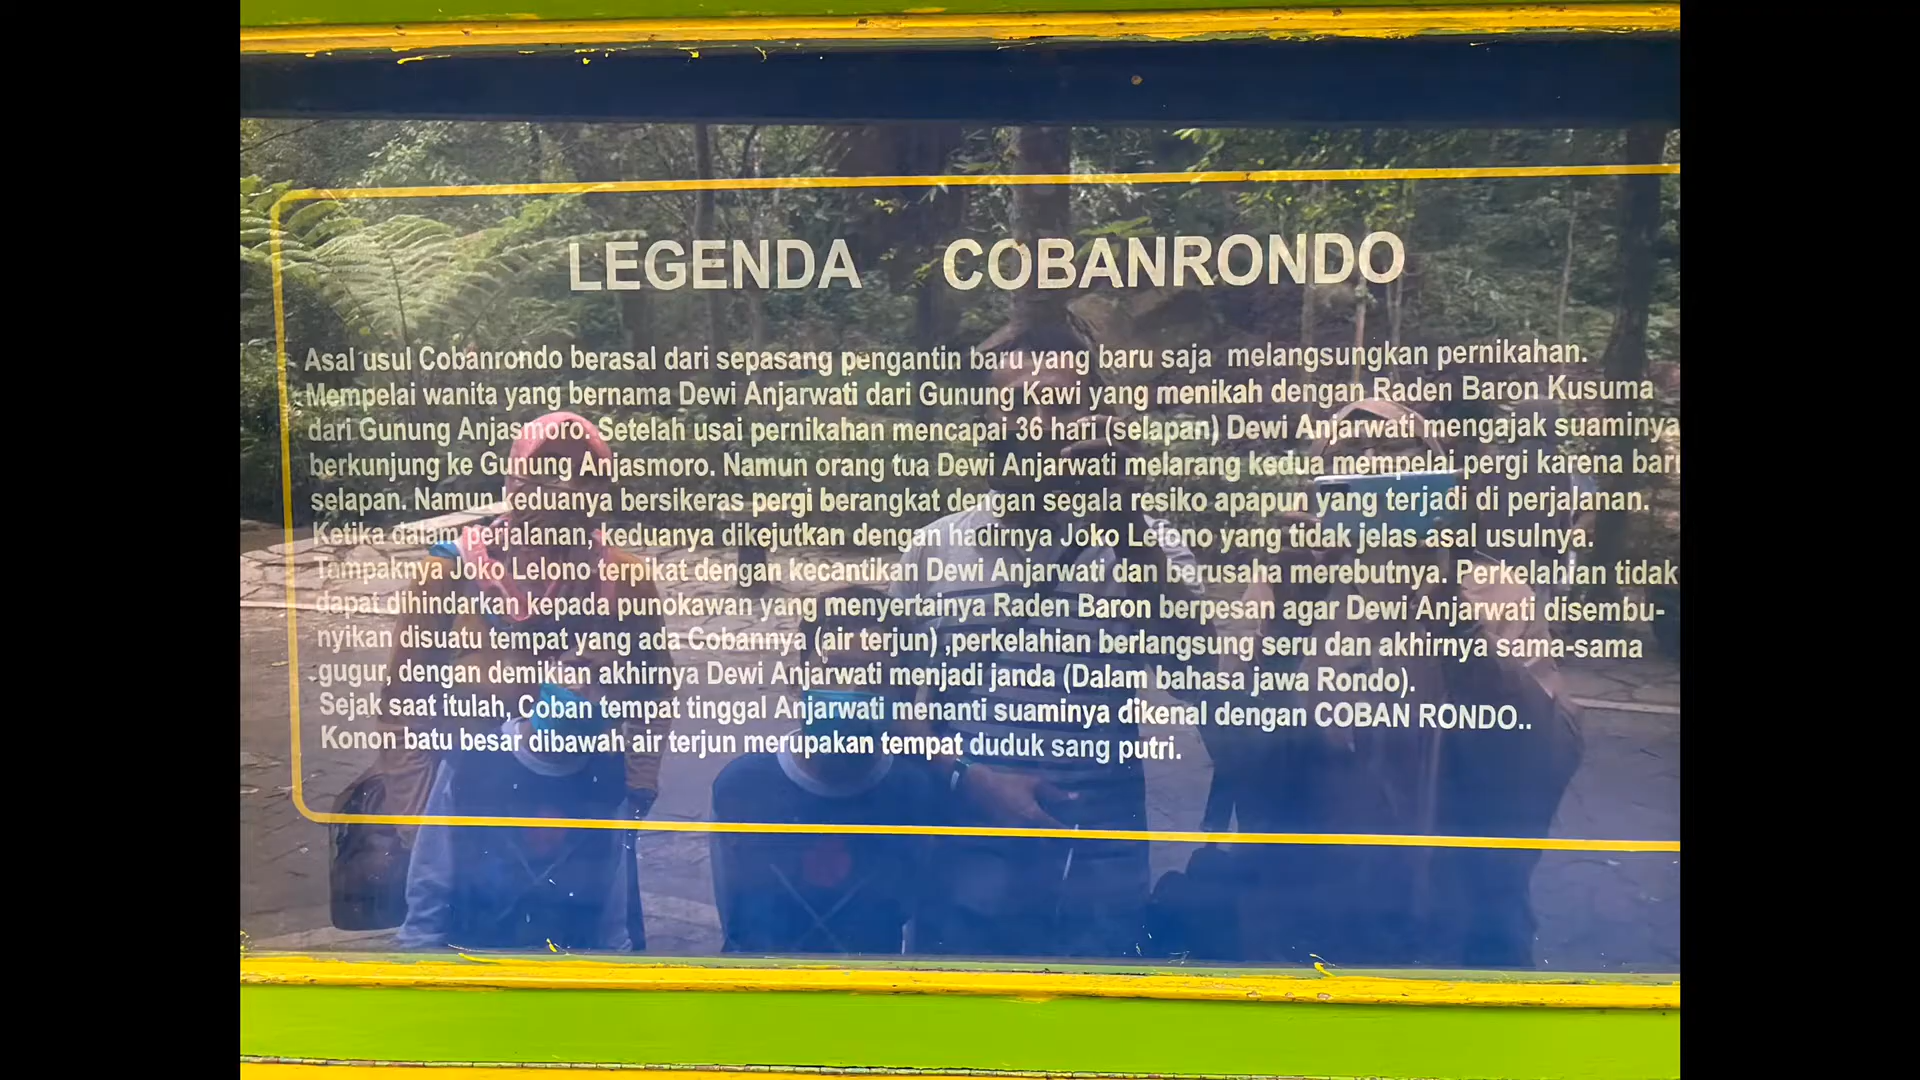 LEGENDA COBANRONDO
Asal usul Cobanrondo berasal dari sepasang pengantin baru yang baru saja melangsungkan pernikahan.
Mempelai wanita yang bernama Dewi Anjarwati dari Gunung Kawi yang menikah dengan Raden Baron Kusuma
dari Gunung Anjasmoro. Setelah usai pernikahan mencapai 36 hari (selapan) Dewi Anjarwati mengajak suaminya
berkunjung ke Gunung Anjasmoro. Namun orang tua Dewi Anjarwati melarang kedua mempelai pergi karena
selapan. Namun keduanya bersikeras pergi berangkat dengan segala resiko apapun yang terjadi di perjalanan.
Ketika dalam perjalanan, keduanya dikejutkan dengan hadirnya Joko Lelono yang tidak jelas asal usulnya.
Tampaknya Joko Lelono terpikat dengan kecantikan Dewi Anjarwati dan berusaha merebutnya. Perkelahian tidak
dapat dihindarkan kepada punokawan yang menyertainya Raden Baron berpesan agar Dewi Anjarwati disembu-
nyikan disuatu tempat yang ada Cobannya (air terjun) ,perkelahian berlangsung seru dan akhirnya sama-sama
gugur, dengan demikian akhirnya Dewi Anjarwati menjadi janda (Dalam bahasa jawa Rondo).
Sejak saat itulah, Coban tempat tinggal Anjarwati menanti suaminya dikenal dengan COBAN RONDO..
Konon batu besar dibawah air terjun merupakan tempat duduk sang putri.